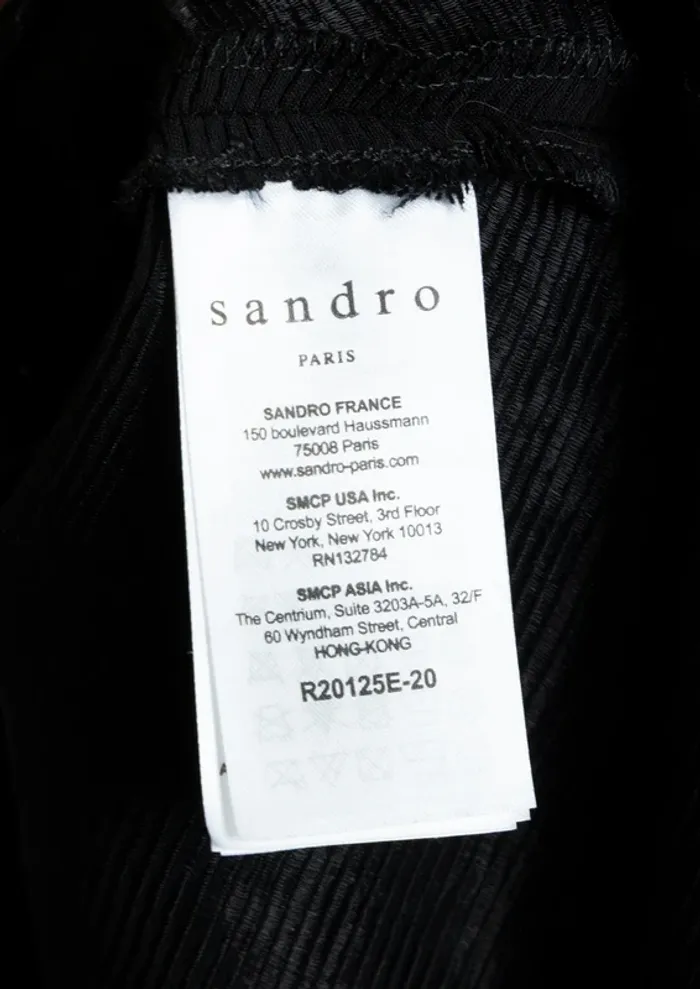 sandro
PARIS
SANDRO FRANCE
150 boulevard Haussmann
75008 Paris
www.sandro-paris.com
SMCP USA Inc.
10 Crosby Street, 3rd Floor
New York, New York 10013
RN132784
SMCP ASIA Inc.
The Centrium, Suite 3203A-5A, 32/F
60 Wyndham Street, Central
HONG-KONG
R20125E-20